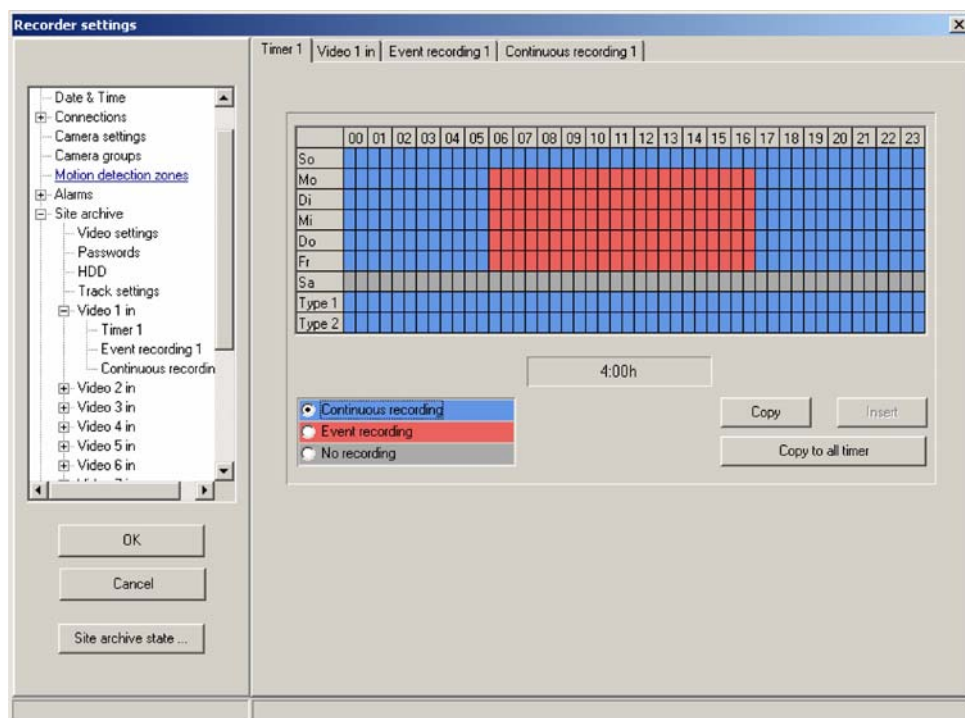 Recorder settings
Timer 1 Video 1 in Event recording 1 Continuous recording 1
Date & Time
Connections
Camera settings
Camera groups
Motion detection zones
Alarms
Site archive
Video settings
Passwords
HDD
Track settings
Video 1 in
Timer 1
Event recording 1
Continuous recordin
Video 2 in
Video 3 in
Video 4 in
Video 5 in
Video 6 in
OK
Cancel
Site archive state ...
00 01 02 03 04 05 06 07 08 09 10 11 12 13 14 15 16 17 18 19 20 21 22 23
So
Mo
Di
Mi
Do
Fr
Sa
Type 1
Type 2
4:00h
Continuous recording
Event recording
No recording
Copy Insert
Copy to all timer